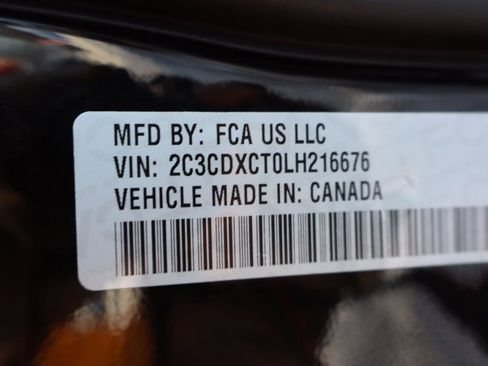 MFD BY: FCA US LLC
VIN: 2C3CDXCT0LH216676
VEHICLE MADE IN: CANADA